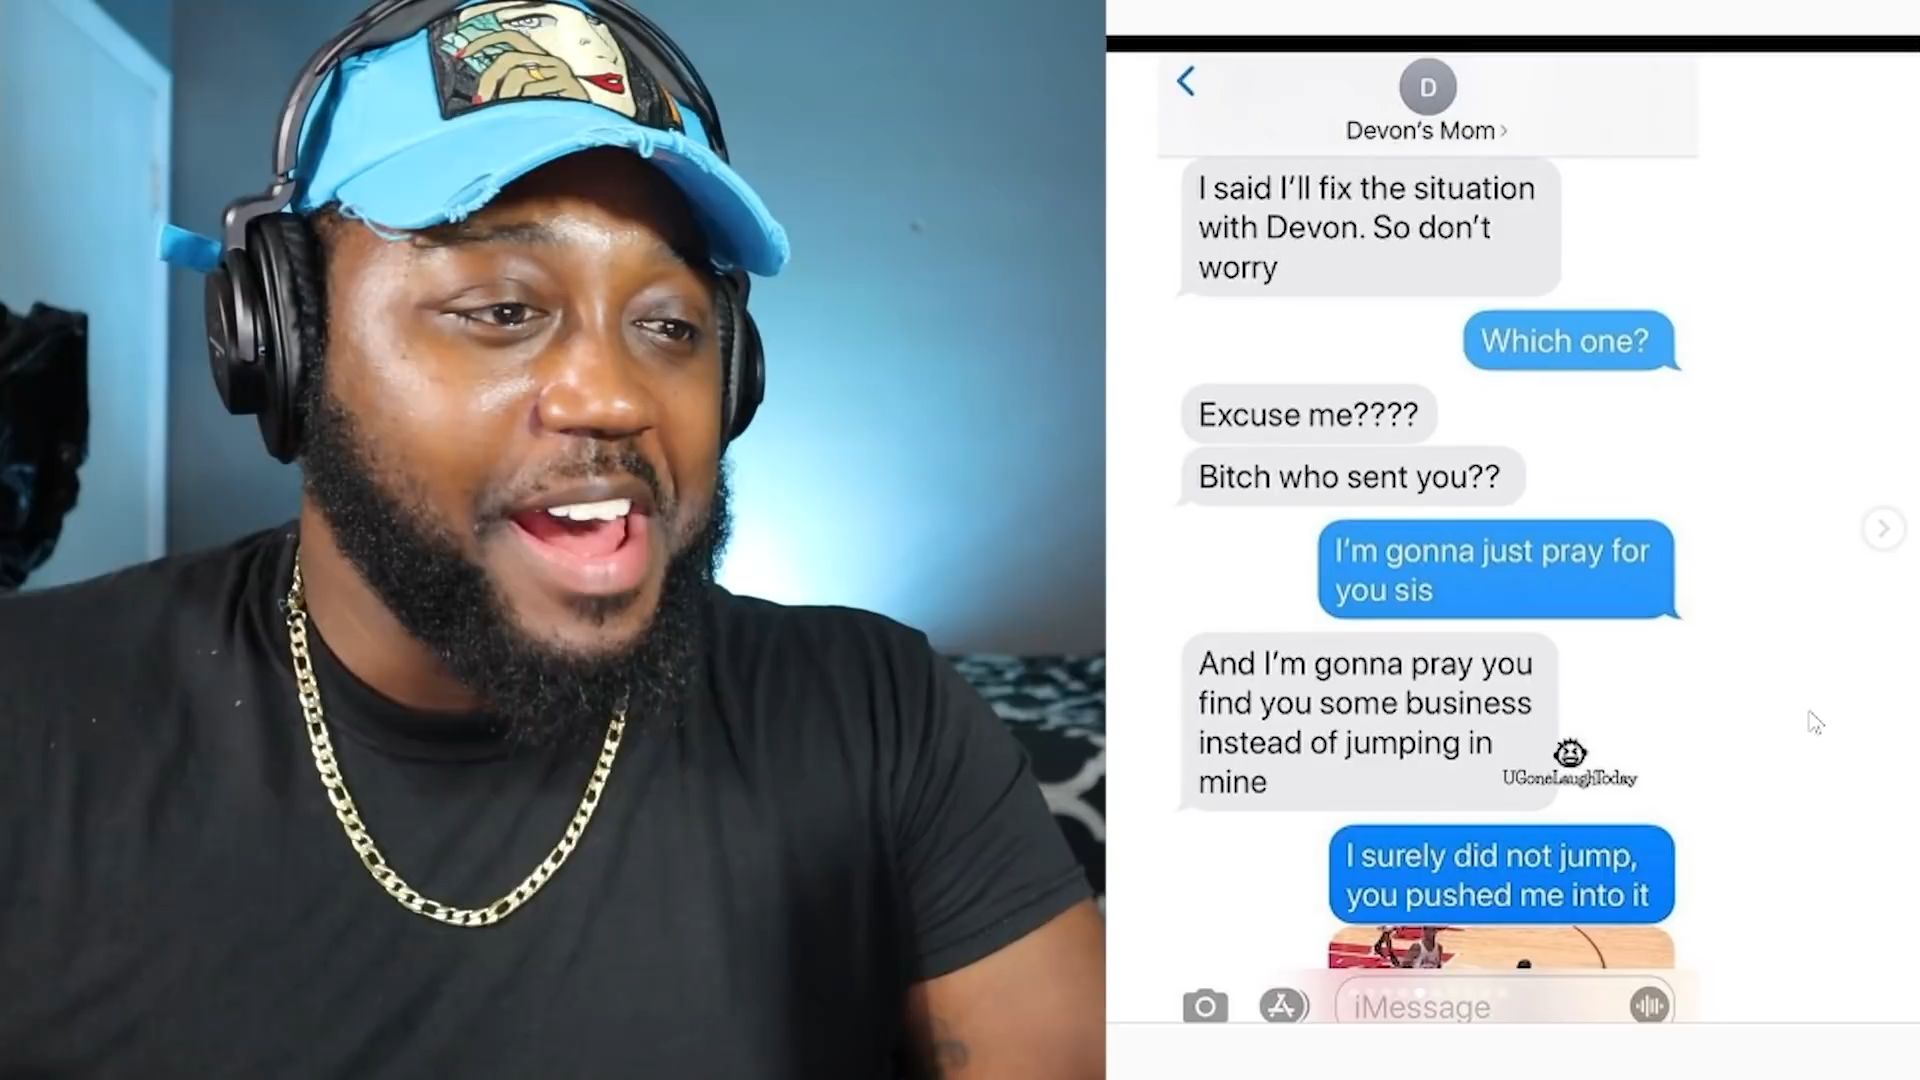 D
Devon's Mom
I said I'll fix the situation
with Devon. So don't
worry
Which one?
Excuse me????
Bitch who sent you??
I'm gonna just pray for
you sis
And I'm gonna pray you
find you some business
instead of jumping in
mine
UGoneLaughToday
I surely did not jump,
you pushed me into it
iMessage